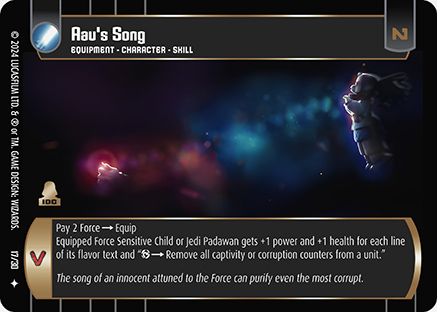 Aau's Song
EQUIPMENT - CHARACTER - SKILL
N
© 2024 LUCASFILM LTD. & ® or TM. GAME DESIGN: WIZARDS.
IDC
Pay 2 Force → Equip
Equipped Force Sensitive Child or Jedi Padawan gets +1 power and +1 health for each line
of its flavor text and “ → Remove all captivity or corruption counters from a unit.”
V
The song of an innocent attuned to the Force can purify even the most corrupt.
17/30